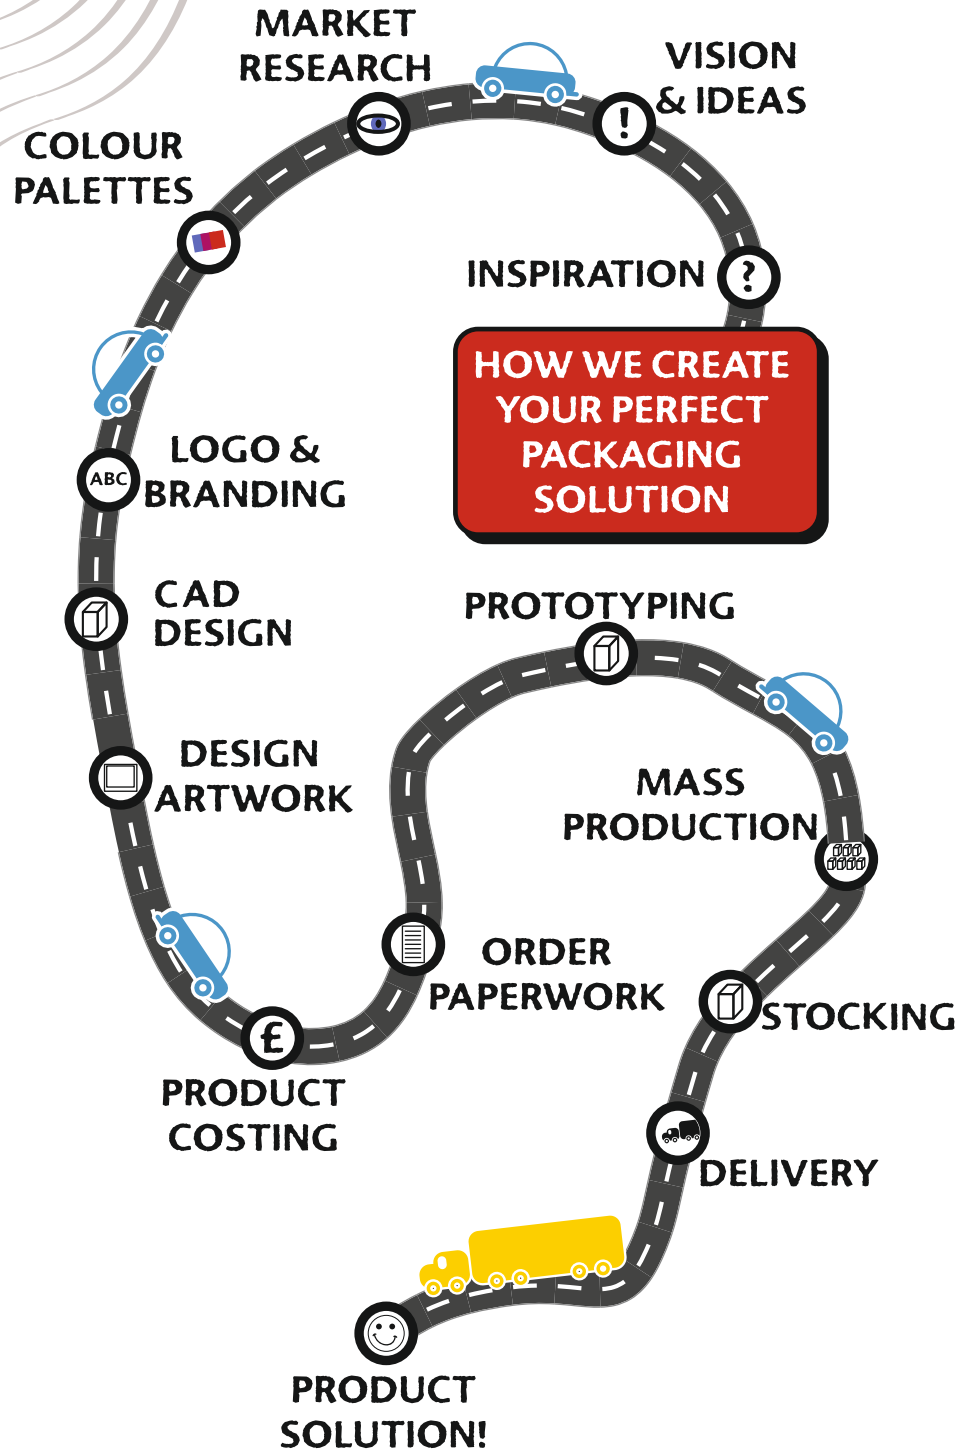 MARKET
RESEARCH
VISION
& IDEAS
!
COLOUR
PALETTES
INSPIRATION
?
HOW WE CREATE
YOUR PERFECT
PACKAGING
SOLUTION
LOGO &
BRANDING
ABC
CAD
DESIGN
PROTOTYPING
DESIGN
ARTWORK
MASS
PRODUCTION
ORDER
PAPERWORK
STOCKING
£
PRODUCT
COSTING
DELIVERY
PRODUCT
SOLUTION!